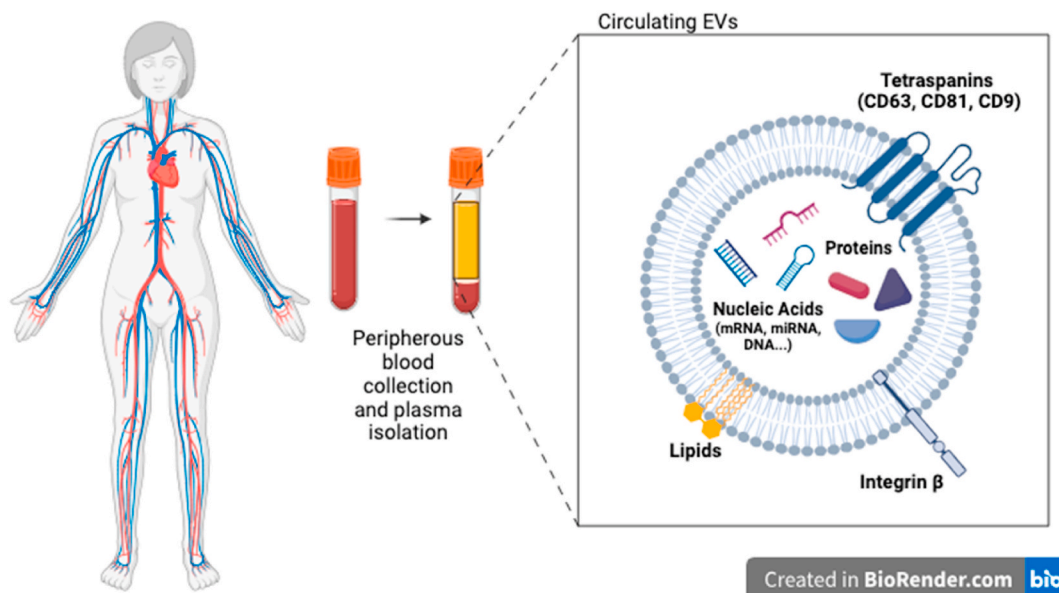 Circulating EVs
Tetraspanins
(CD63, CD81, CD9)
Proteins
Nucleic Acids
(mRNA, miRNA,
DNA...)
Lipids
Integrin β
Peripherous
blood
collection
and plasma
isolation
Created in BioRender.com bio